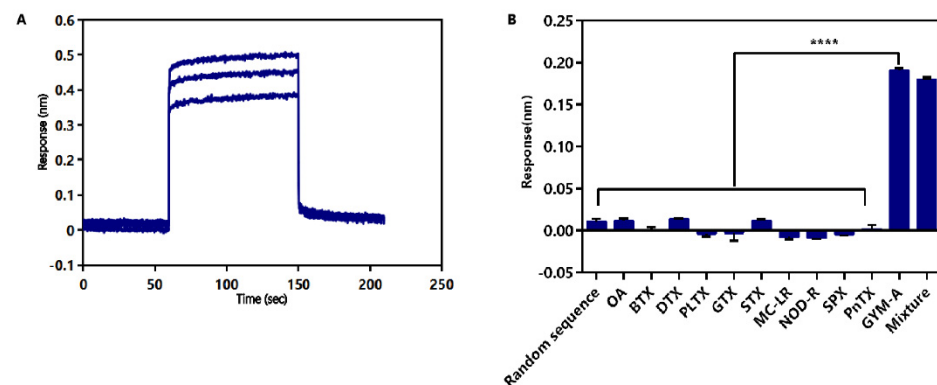 A
0.6
0.5
0.4
0.3
0.2
0.1
0
-0.1
Response (nm)
0
50
100
150
200
250
Time (sec)
B
0.25
0.20
0.15
0.10
0.05
0.00
-0.05
Response(nm)
****
Random sequence
OA
BTX
DTX
PLTX
GTX
STX
MC-LR
NOD-R
SPX
PnTX
GYM-A
Mixture